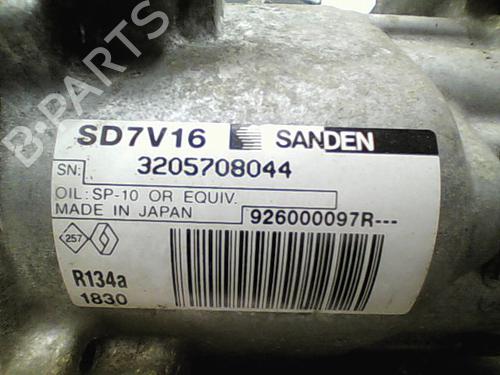 B-PARTS
SD7V16 SANDEN
SN: 3205708044
OIL: SP-10 OR EQUIV.
MADE IN JAPAN 926000097R---
257
R134a
1830